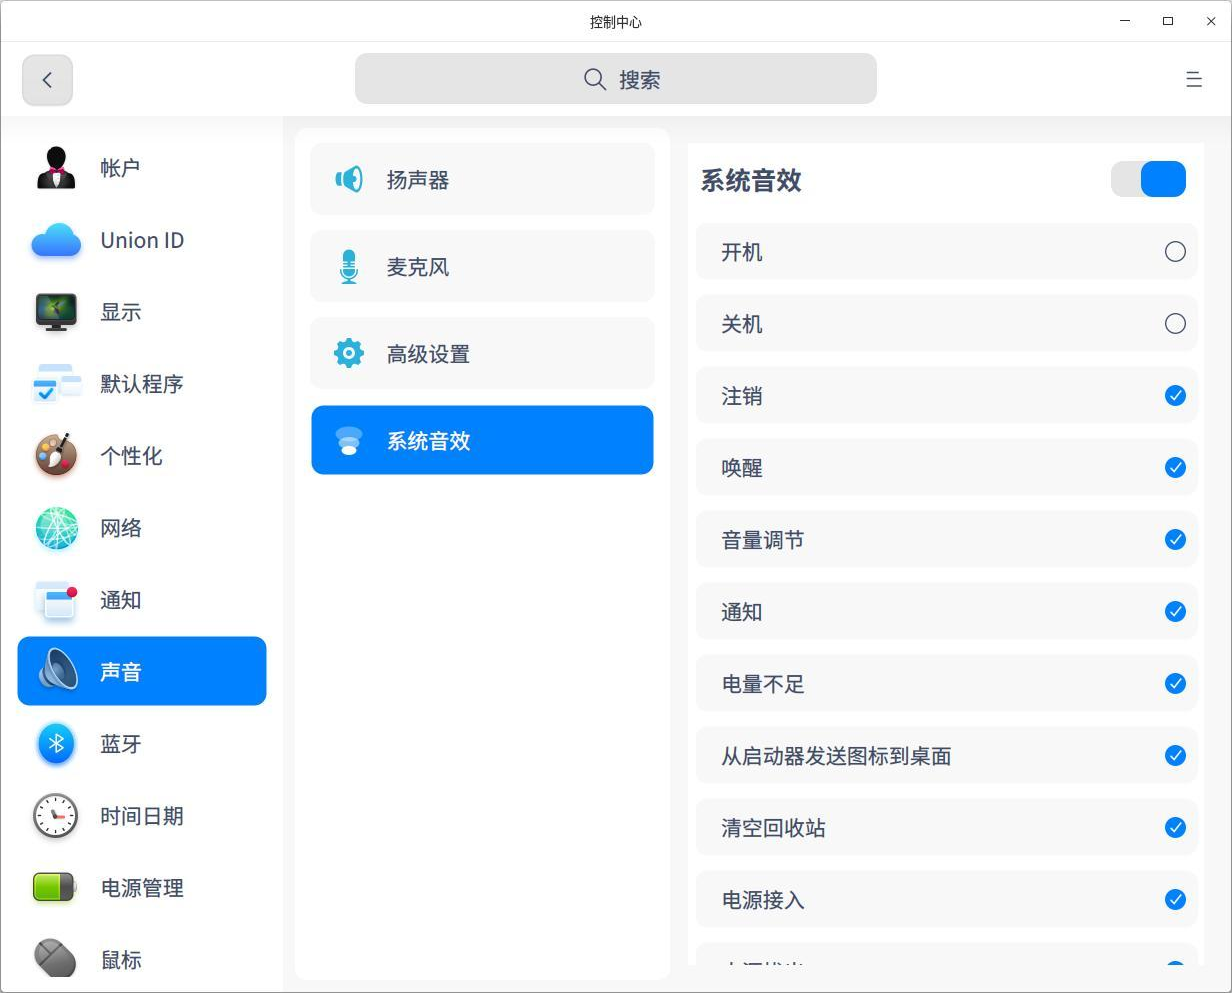 控制中心
搜索
帐户
Union ID
显示
默认程序
个性化
网络
通知
声音
蓝牙
时间日期
电源管理
鼠标
扬声器
麦克风
高级设置
系统音效
系统音效
开机
关机
注销
唤醒
音量调节
通知
电量不足
从启动器发送图标到桌面
清空回收站
电源接入